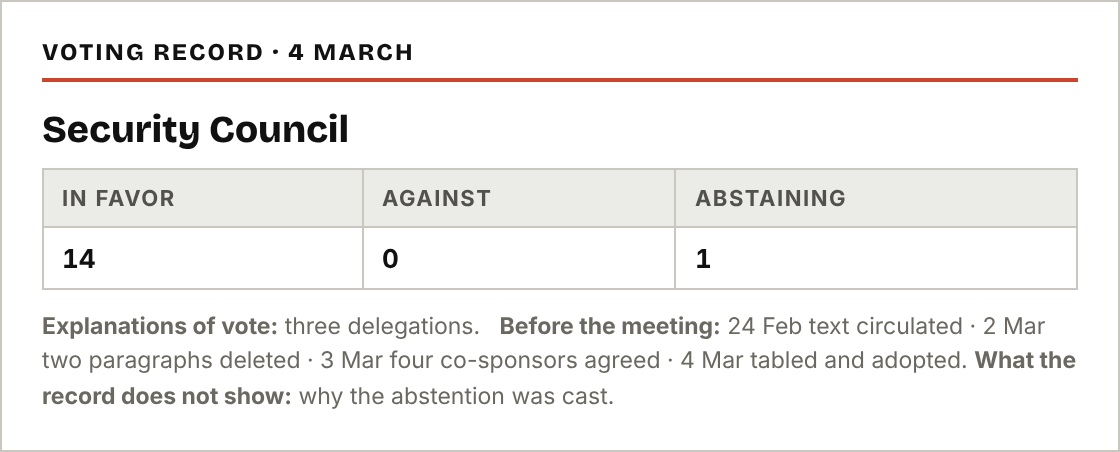 VOTING RECORD · 4 MARCH
Security Council
IN FAVOR AGAINST ABSTAINING
14 0 1
Explanations of vote: three delegations. Before the meeting: 24 Feb text circulated · 2 Mar
two paragraphs deleted · 3 Mar four co-sponsors agreed · 4 Mar tabled and adopted. What the
record does not show: why the abstention was cast.